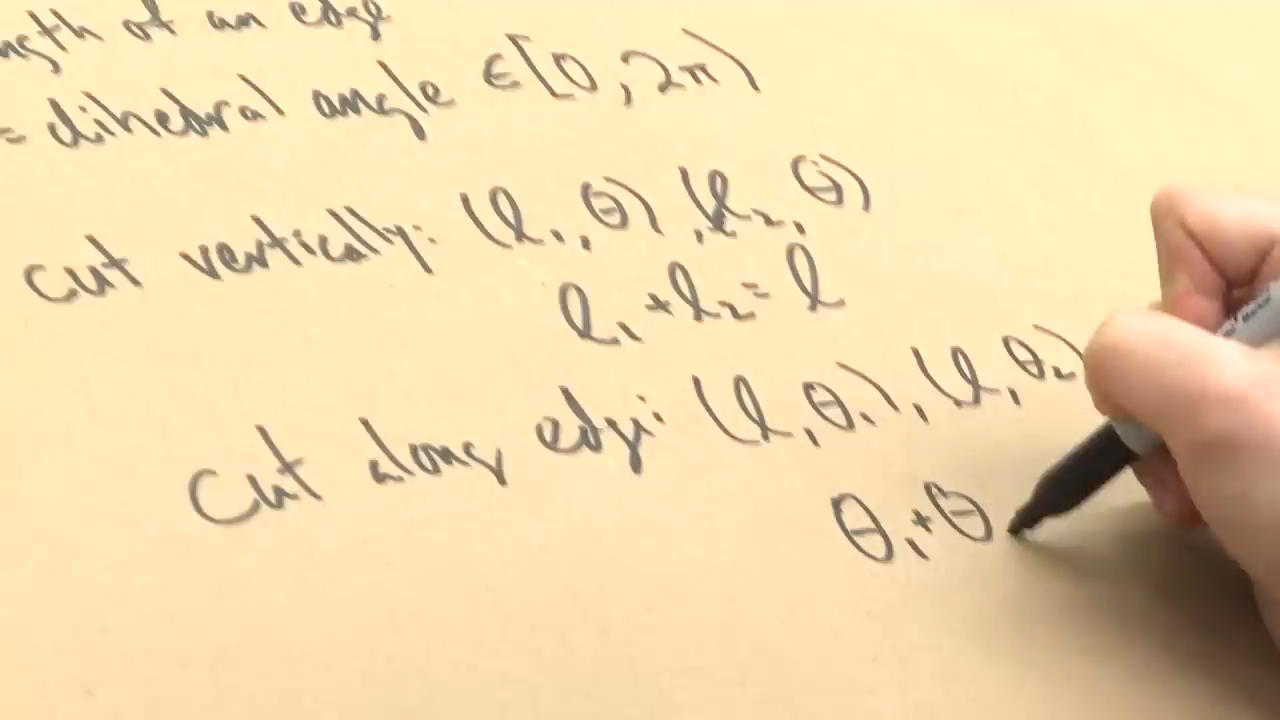 ngth of an edge
= dihedral angle ∈ [0, 2π)
cut vertically: (l₁, θ), (l₂, θ)
l₁ + l₂ = l
cut along edge: (l, θ₁), (l, θ₂)
θ₁ + θ